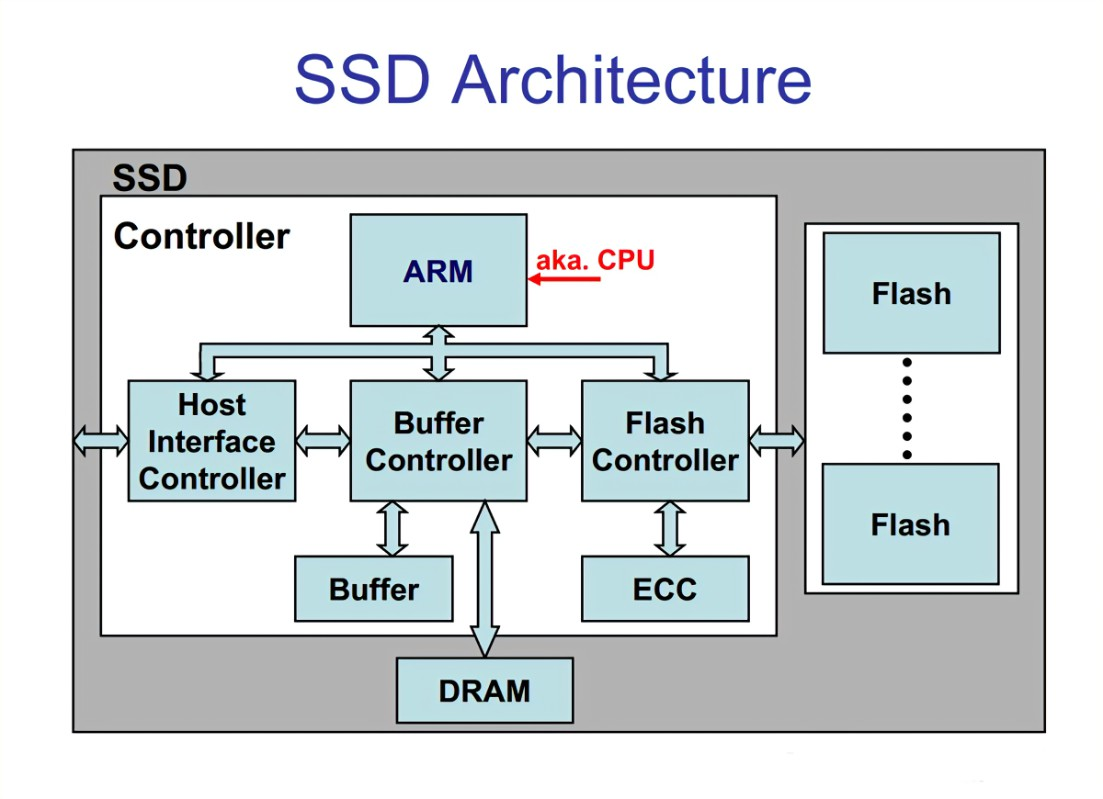 SSD Architecture
SSD
Controller
ARM
aka. CPU
Host
Interface
Controller
Buffer
Controller
Flash
Controller
Buffer
ECC
DRAM
Flash
Flash